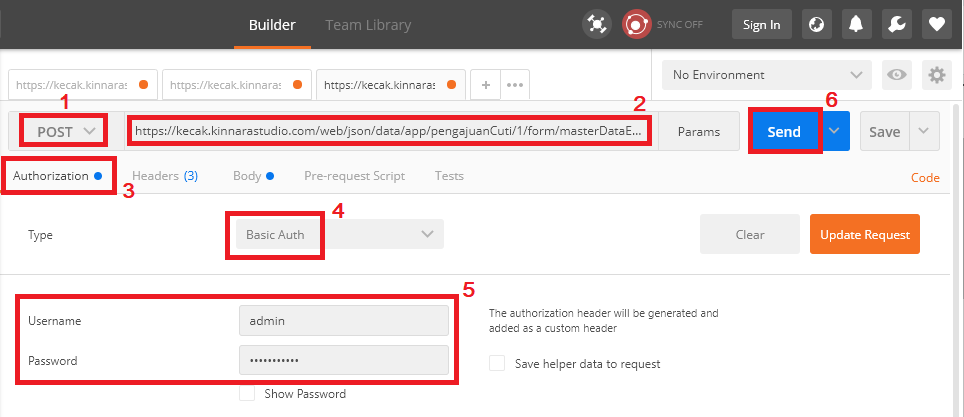 Builder Team Library SYNC OFF Sign In
https://kecak.kinnaras https://kecak.kinnaras https://kecak.kinnaras + ••• No Environment
1 2 6
POST https://kecak.kinnarastudio.com/web/json/data/app/pengajuanCuti/1/form/masterDataE... Params Send Save
Authorization Headers (3) Body Pre-request Script Tests Code
3 4
Type Basic Auth Clear Update Request
5
Username admin The authorization header will be generated and
added as a custom header
Password ••••••••••• Save helper data to request
Show Password